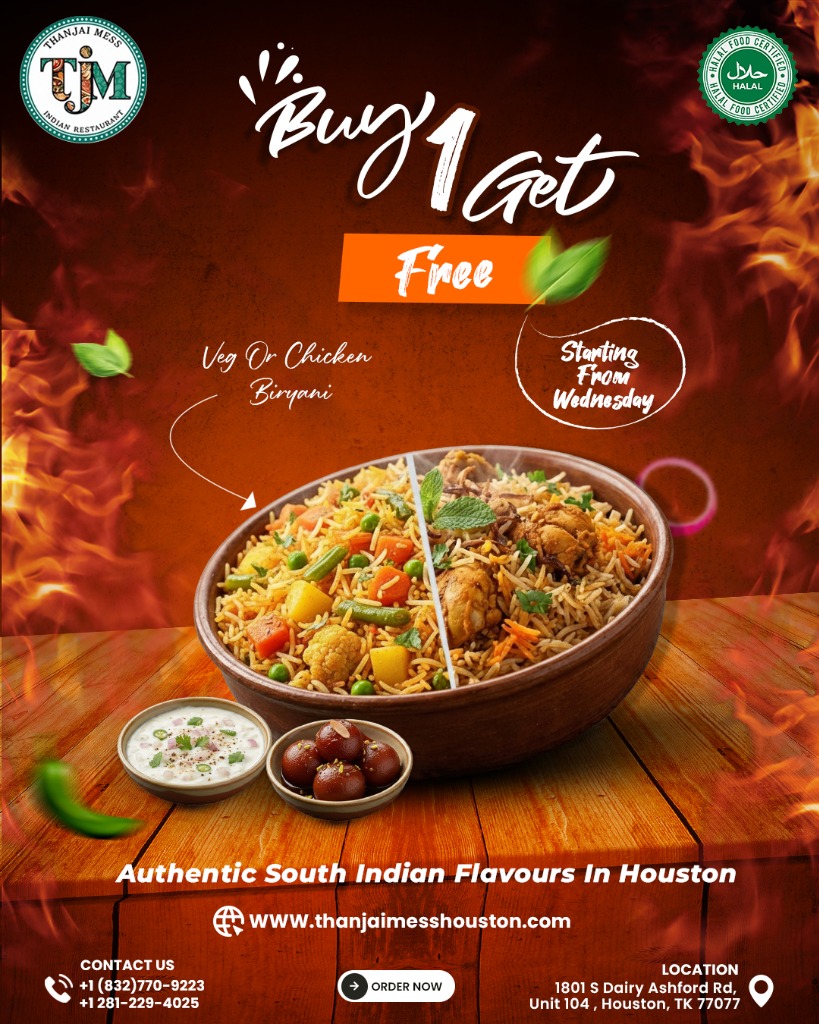 THANJAI MESS
TJM
INDIAN RESTAURANT
HALAL FOOD CERTIFIED
حلال
HALAL
HALAL FOOD CERTIFIED
Buy 1 Get
Free
Veg Or Chicken
Biryani
Starting
From
Wednesday
Authentic South Indian Flavours In Houston
www.thanjaimesshouston.com
CONTACT US
+1 (832)770-9223
+1 281-229-4025
ORDER NOW
LOCATION
1801 S Dairy Ashford Rd,
Unit 104 , Houston, TK 77077